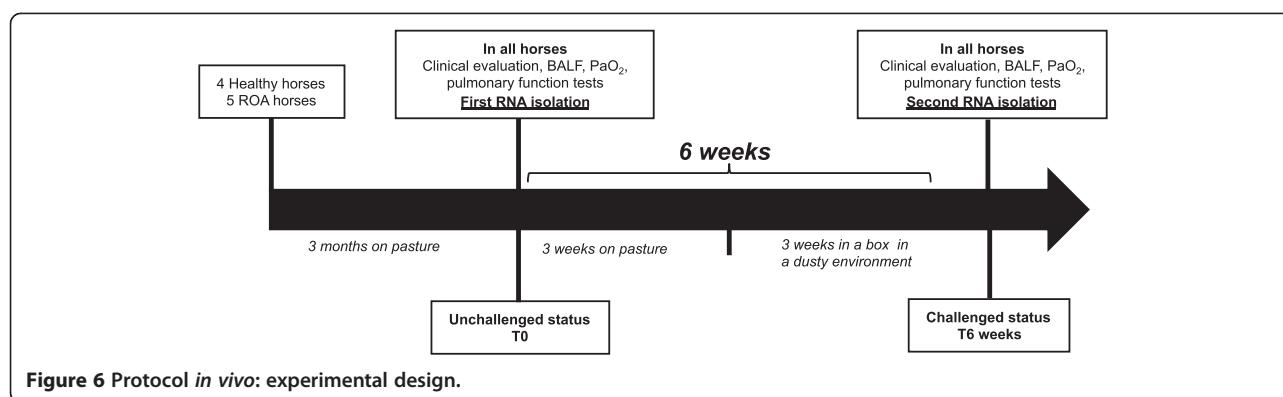 4 Healthy horses
5 ROA horses
In all horses
Clinical evaluation, BALF, PaO₂,
pulmonary function tests
First RNA isolation
In all horses
Clinical evaluation, BALF, PaO₂,
pulmonary function tests
Second RNA isolation
6 weeks
3 months on pasture
3 weeks on pasture
3 weeks in a box in
a dusty environment
Unchallenged status
T0
Challenged status
T6 weeks
Figure 6 Protocol in vivo: experimental design.